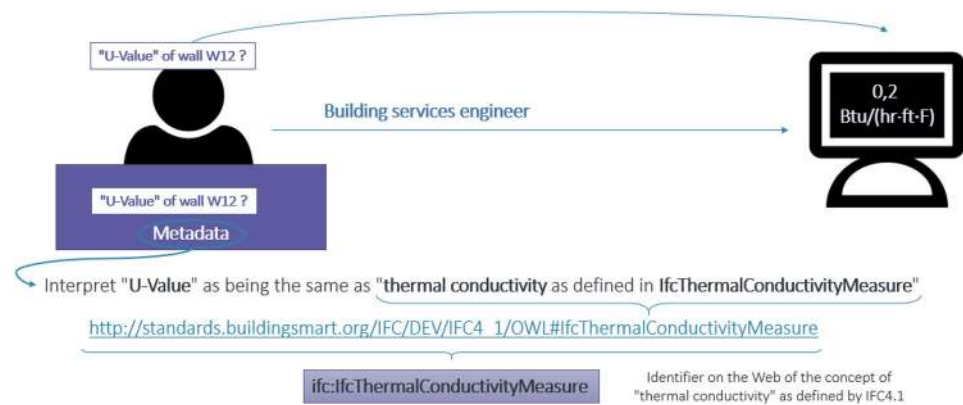 "U-Value" of wall W12 ?
0,2
Btu/(hr·ft·F)
Building services engineer
"U-Value" of wall W12 ?
Metadata
Interpret "U-Value" as being the same as "thermal conductivity as defined in IfcThermalConductivityMeasure"
http://standards.buildingsmart.org/IFC/DEV/IFC4_1/OWL#IfcThermalConductivityMeasure
ifc:IfcThermalConductivityMeasure
Identifier on the Web of the concept of
"thermal conductivity" as defined by IFC4.1